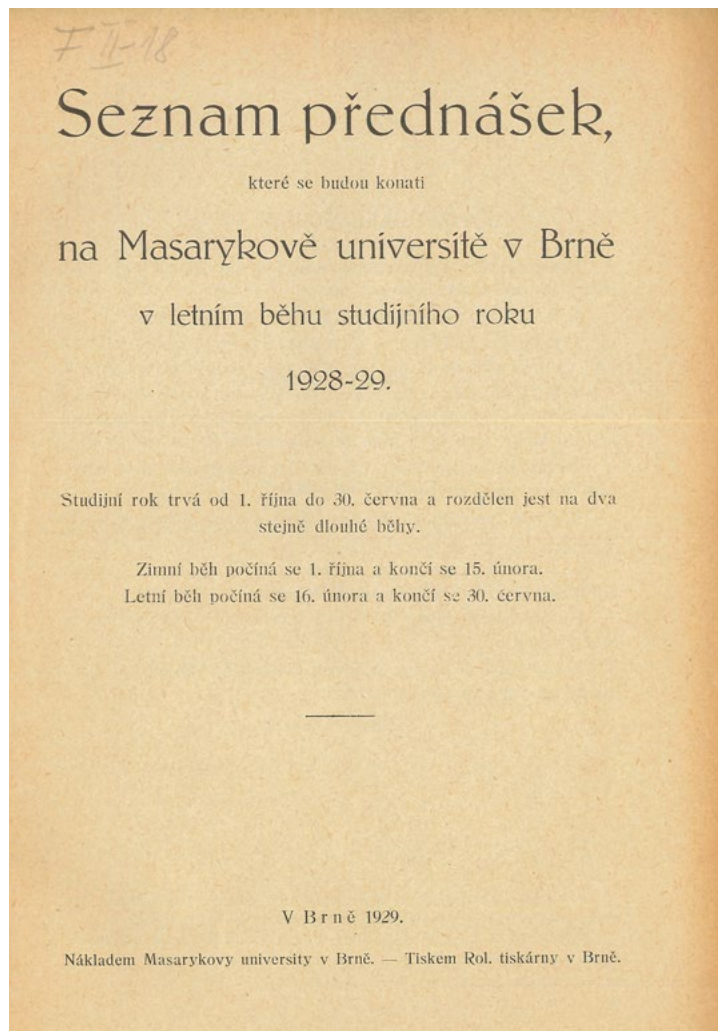 F II-18
Seznam přednášek,
které se budou konati
na Masarykově universitě v Brně
v letním běhu studijního roku
1928-29.
Studijní rok trvá od 1. října do 30. června a rozdělen jest na dva
stejně dlouhé běhy.
Zimní běh počíná se 1. října a končí se 15. února.
Letní běh počíná se 16. února a končí se 30. června.
V Brně 1929.
Nákladem Masarykovy university v Brně. — Tiskem Rol. tiskárny v Brně.